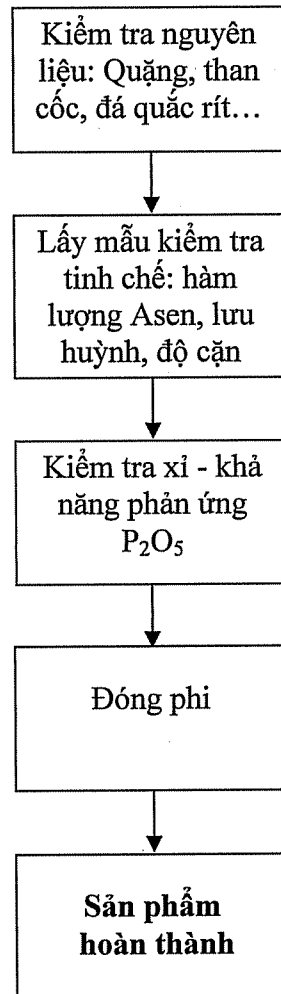 Kiểm tra nguyên
liệu: Quặng, than
cốc, đá quắc rít...
Lấy mẫu kiểm tra
tinh chế: hàm
lượng Asen, lưu
huỳnh, độ cặn
Kiểm tra xỉ - khả
năng phản ứng
P₂O₅
Đóng phi
Sản phẩm
hoàn thành